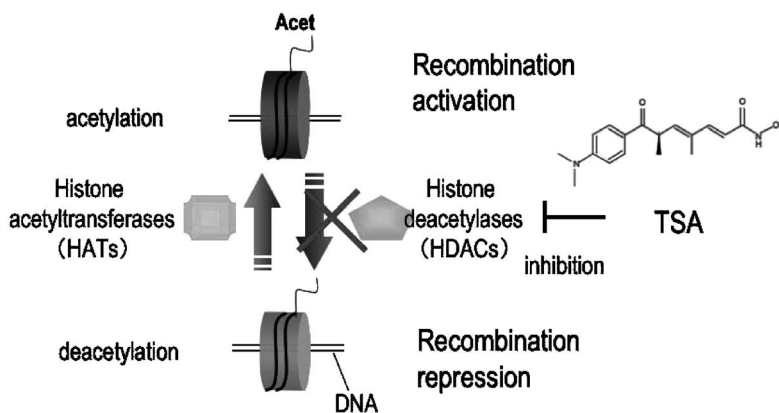 Acet
Recombination
activation
acetylation
O
O
N
H
O
N
Histone
acetyltransferases
(HATs)
Histone
deacetylases
(HDACs)
TSA
inhibition
deacetylation
Recombination
repression
DNA